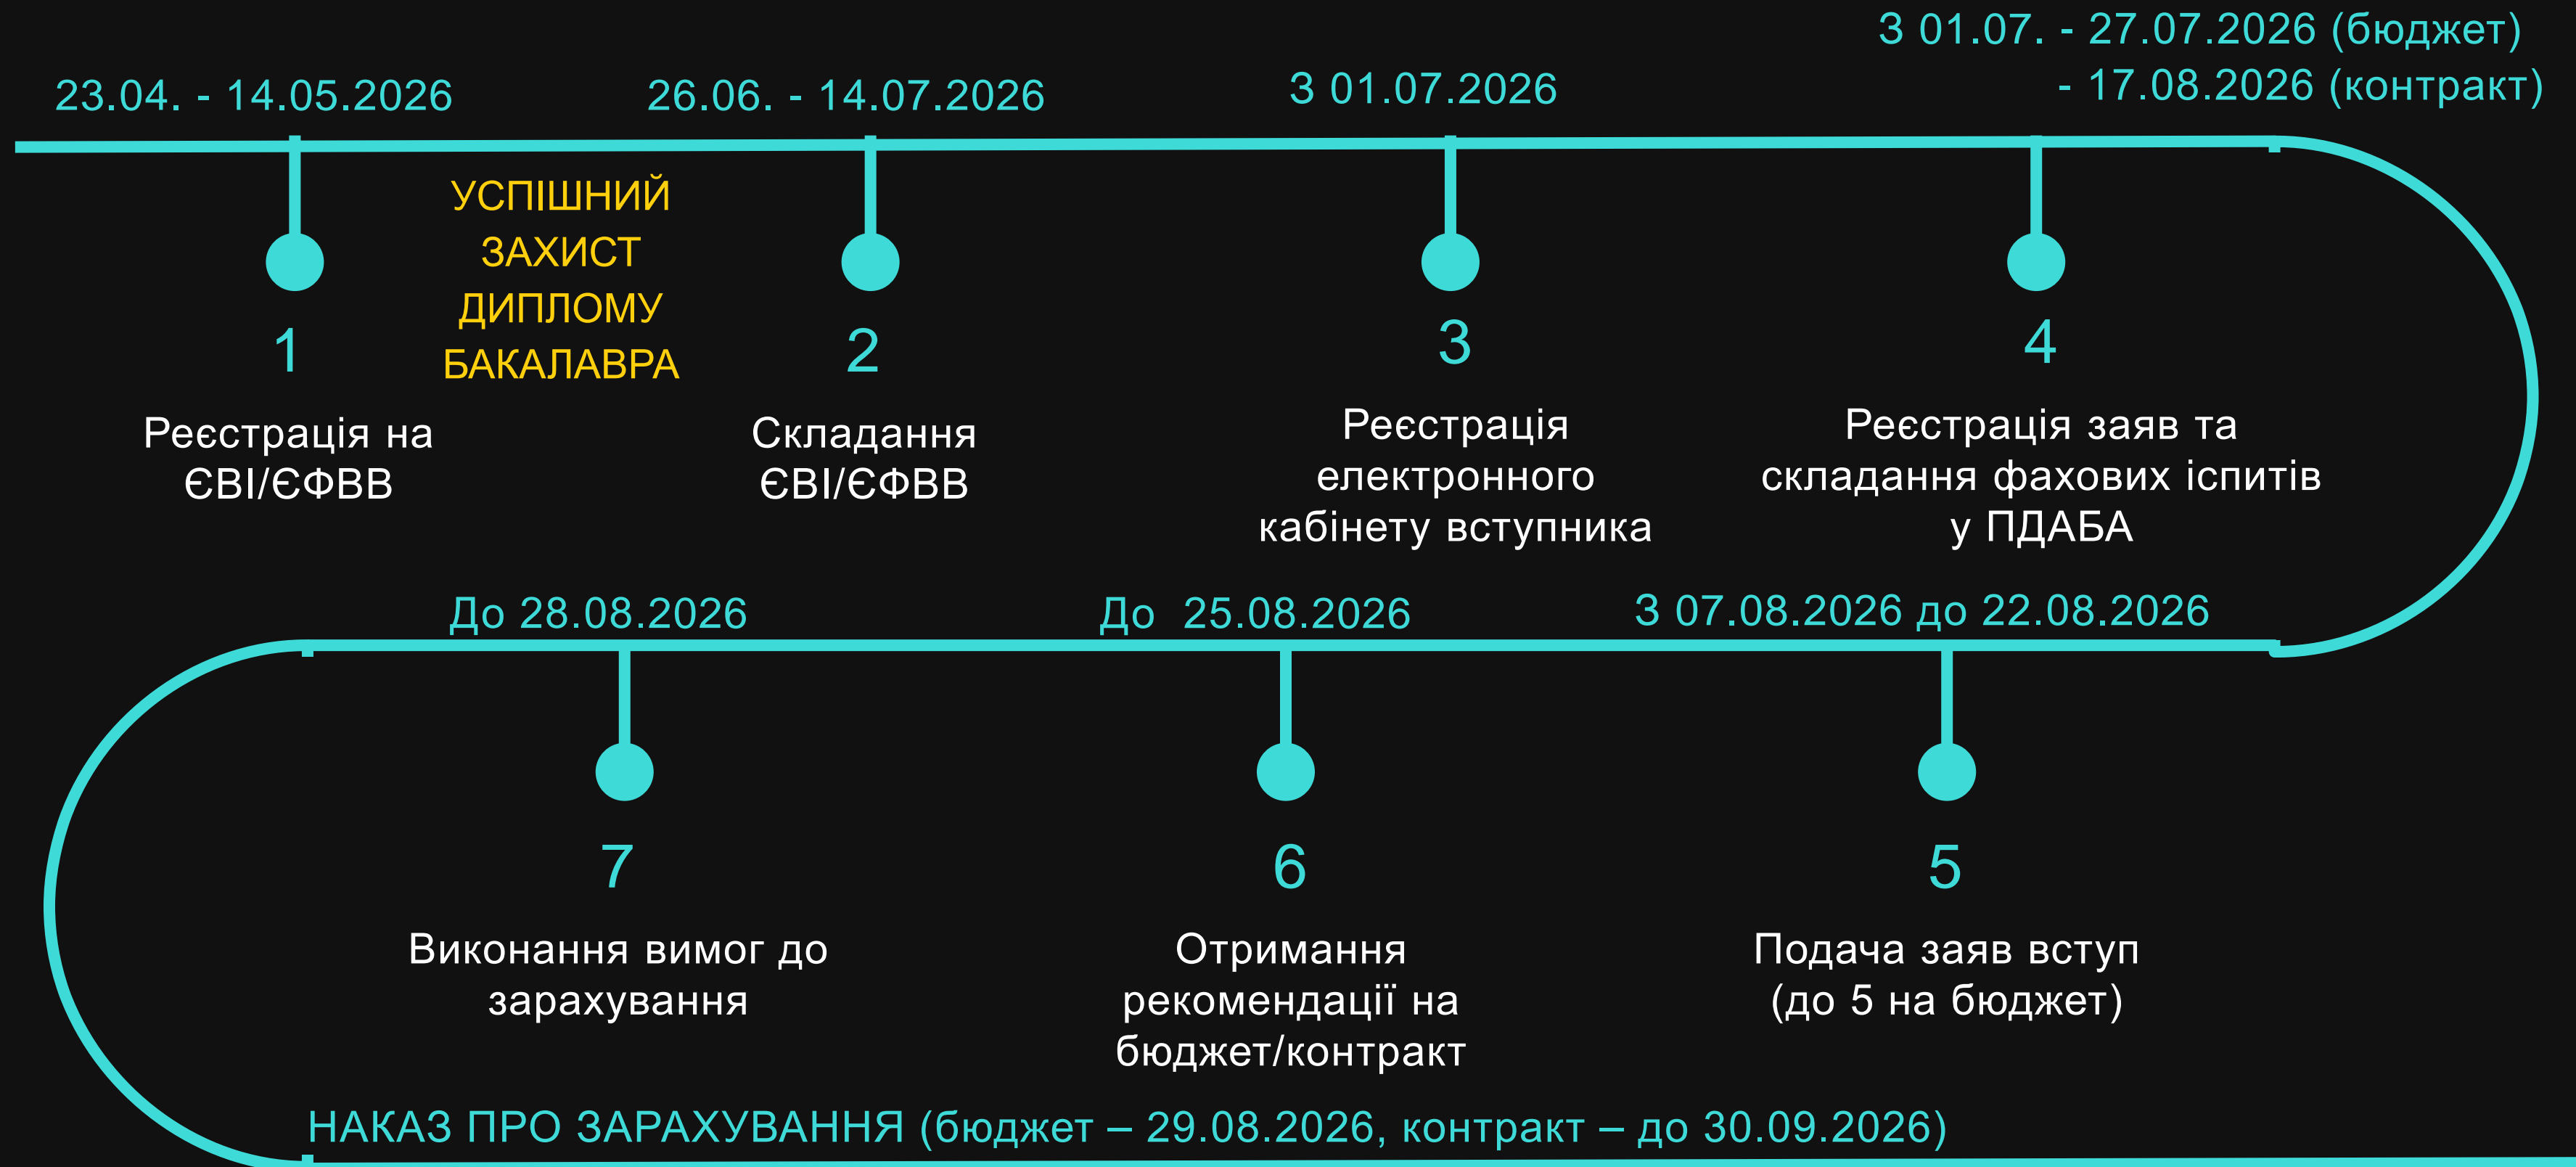 23.04. - 14.05.2026
26.06. - 14.07.2026
З 01.07.2026
З 01.07. - 27.07.2026 (бюджет)
- 17.08.2026 (контракт)
УСПІШНИЙ
ЗАХИСТ
ДИПЛОМУ
БАКАЛАВРА
1
Реєстрація на
ЄВІ/ЄФВВ
2
Складання
ЄВІ/ЄФВВ
3
Реєстрація
електронного
кабінету вступника
4
Реєстрація заяв та
складання фахових іспитів
у ПДАБА
З 07.08.2026 до 22.08.2026
5
Подача заяв вступ
(до 5 на бюджет)
До 25.08.2026
6
Отримання
рекомендації на
бюджет/контракт
До 28.08.2026
7
Виконання вимог до
зарахування
НАКАЗ ПРО ЗАРАХУВАННЯ (бюджет – 29.08.2026, контракт – до 30.09.2026)